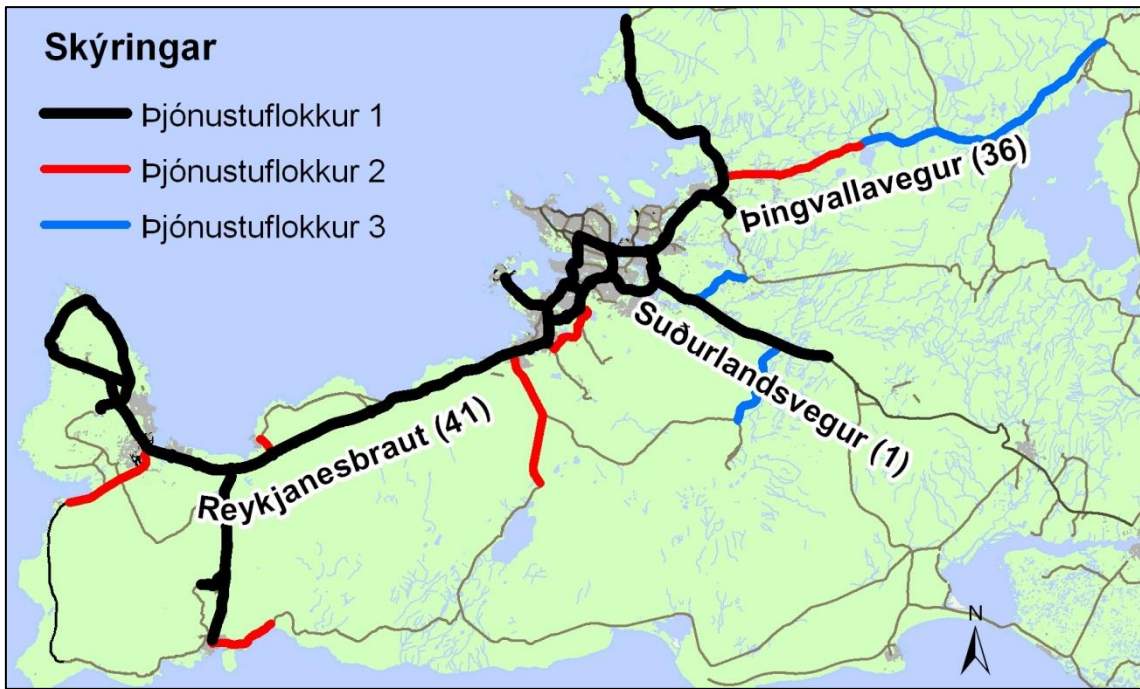 Skýringar
Þjónustuflokkur 1
Þjónustuflokkur 2
Þjónustuflokkur 3
Þingvallavegur (36)
Suðurlandsvegur (1)
Reykjanesbraut (41)
N